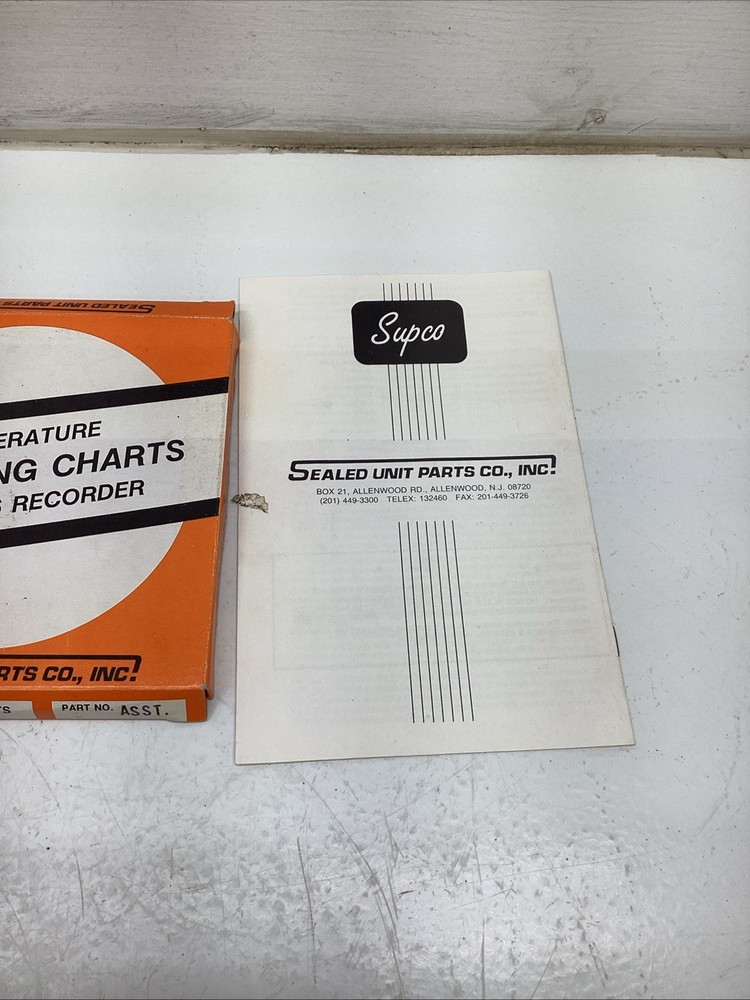 SEALED UNIT PARTS
ERATURE
NG CHARTS
S RECORDER
RTS CO., INC!
TS
PART NO. ASST.
Supco
SEALED UNIT PARTS CO., INC!
BOX 21, ALLENWOOD RD., ALLENWOOD, N.J. 08720
(201) 449-3300 TELEX: 132460 FAX: 201-449-3726